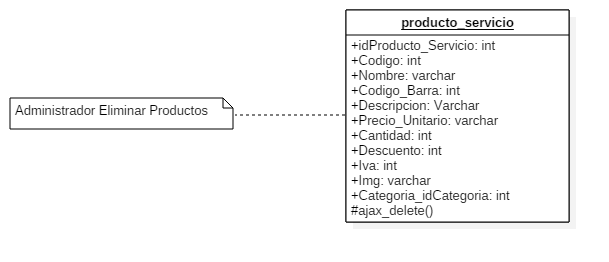 producto_servicio
+idProducto_Servicio: int
+Codigo: int
+Nombre: varchar
+Codigo_Barra: int
Administrador Eliminar Productos
+Descripcion: Varchar
+Precio_Unitario: varchar
+Cantidad: int
+Descuento: int
+Iva: int
+Img: varchar
+Categoria_idCategoria: int
#ajax_delete()